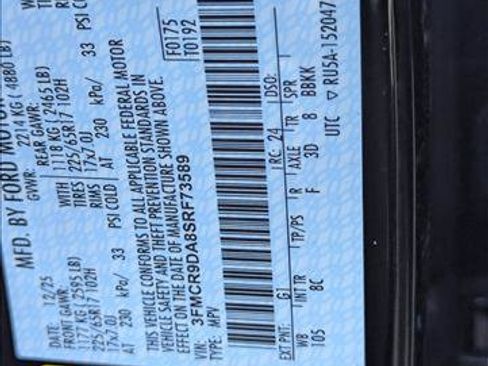 MFD. BY FORD MOTOR
DATE: 12/25
GVWR: 2214 KG ( 4880 LB)
FRONT GAWR: REAR GAWR:
1177 KG ( 2595 LB) 1118 KG ( 2465 LB)
WITH
225/65R17 102H TIRES 225/65R17 102H
RIMS 17x7.0J
AT 230 kPa/ 33 PSI COLD AT 230 kPa/ 33 PSI COLD
THIS VEHICLE CONFORMS TO ALL APPLICABLE FEDERAL MOTOR
VEHICLE SAFETY AND THEFT PREVENTION STANDARDS IN
EFFECT ON THE DATE OF MANUFACTURE SHOWN ABOVE.
VIN: 3FMCR9DA8SRF73589
TYPE: MPV
F0175
T0192
EXT PNT: G1 RC: 24 DSO:
WB INT TR TP/PS R AXLE TR SPR
105 8C F 3D 8 BBKK
UTC ▽ RU5A-152047